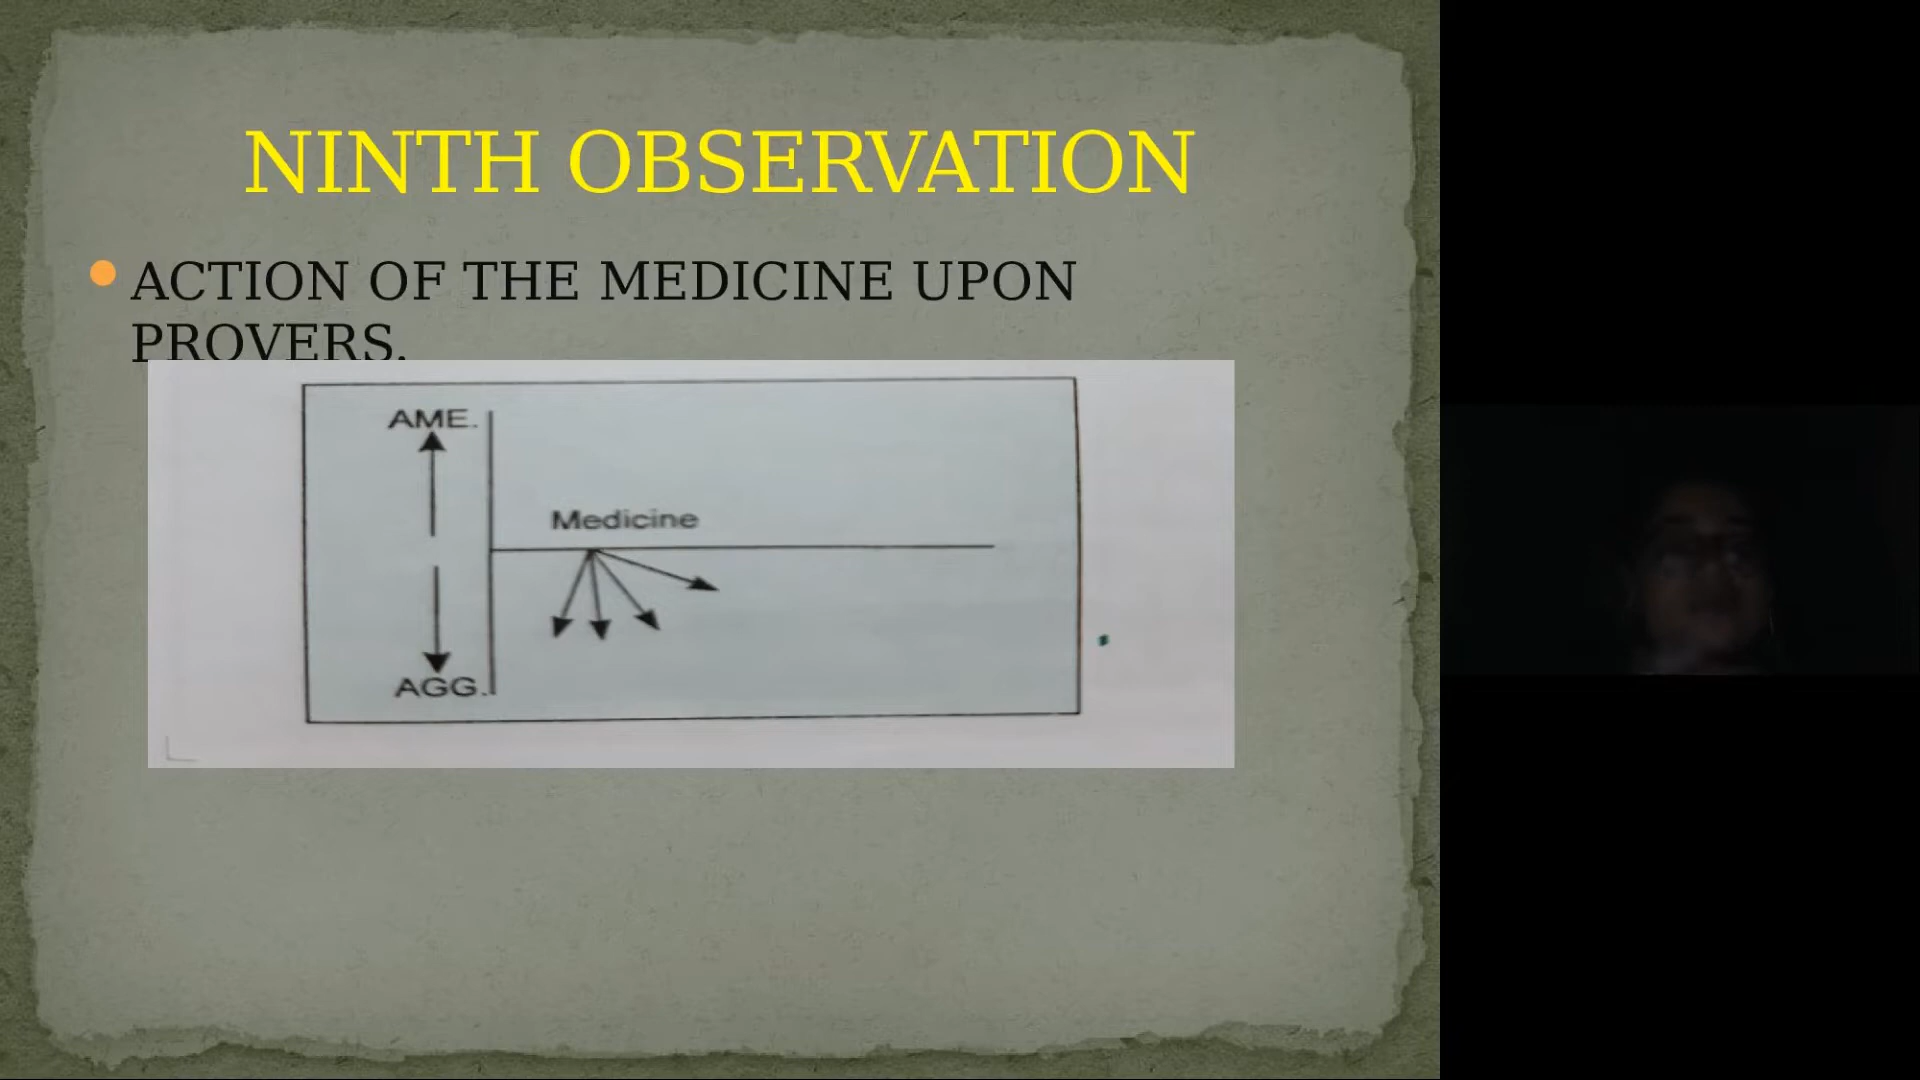 NINTH OBSERVATION
ACTION OF THE MEDICINE UPON
PROVERS.
AME.
Medicine
AGG.